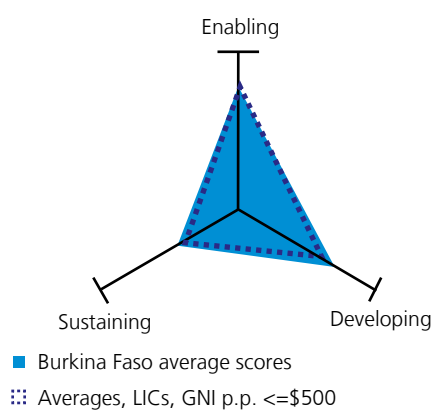 Enabling
Sustaining
Developing
Burkina Faso average scores
Averages, LICs, GNI p.p. <=$500